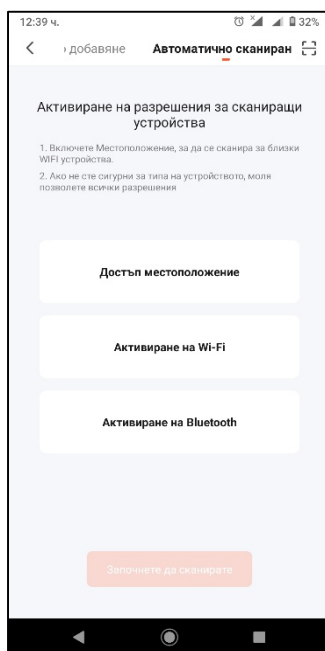 12:39 ч. 32%
о добавяне Автоматично сканиран
Активиране на разрешения за сканиращи
устройства
1. Включете Местоположение, за да се сканира за близки
WIFI устройства.
2. Ако не сте сигурни за типа на устройството, моля
позволете всички разрешения
Достъп местоположение
Активиране на Wi-Fi
Активиране на Bluetooth
Започнете да сканирате